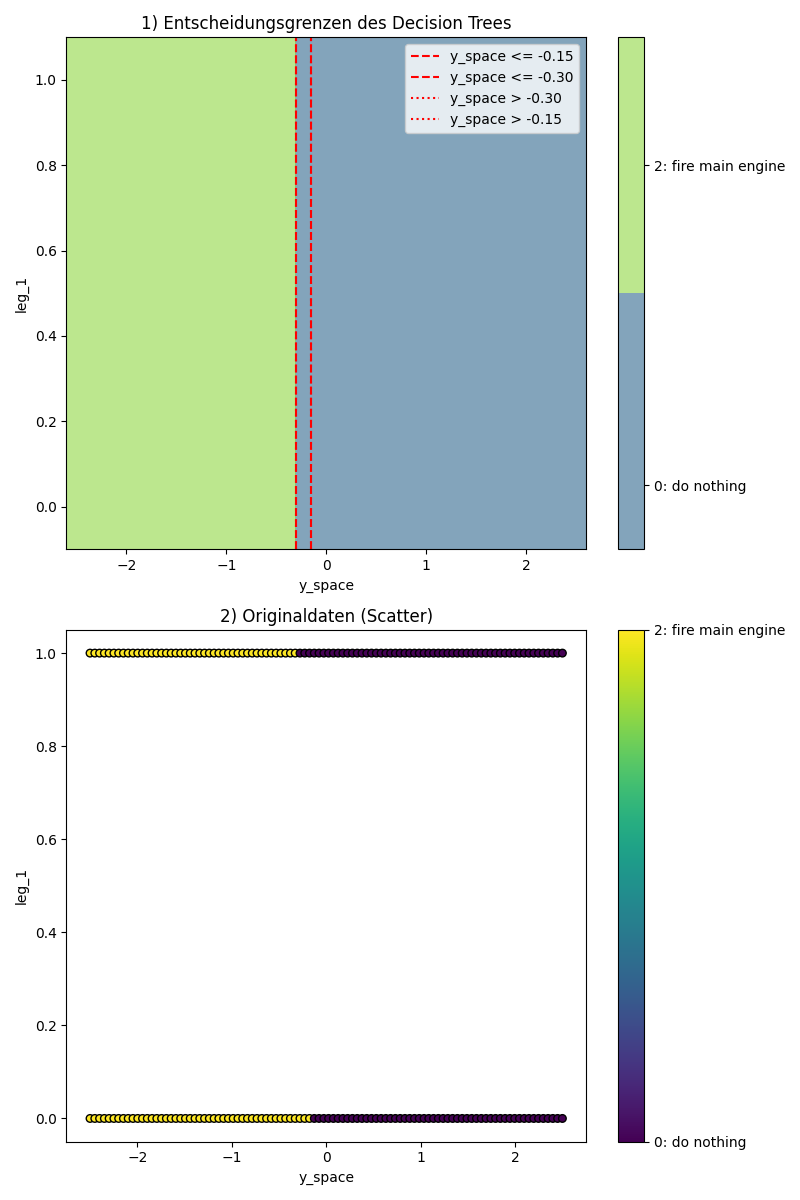 1) Entscheidungsgrenzen des Decision Trees
y_space <= -0.15
y_space <= -0.30
y_space > -0.30
y_space > -0.15
1.0
0.8
0.6
0.4
0.2
0.0
leg_1
−2
−1
0
1
2
y_space
2: fire main engine
0: do nothing
2) Originaldaten (Scatter)
1.0
0.8
0.6
0.4
0.2
0.0
leg_1
−2
−1
0
1
2
y_space
2: fire main engine
0: do nothing